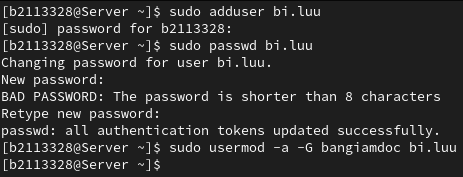 [b2113328@Server ~]$ sudo adduser bi.luu
[sudo] password for b2113328:
[b2113328@Server ~]$ sudo passwd bi.luu
Changing password for user bi.luu.
New password:
BAD PASSWORD: The password is shorter than 8 characters
Retype new password:
passwd: all authentication tokens updated successfully.
[b2113328@Server ~]$ sudo usermod -a -G bangiamdoc bi.luu
[b2113328@Server ~]$